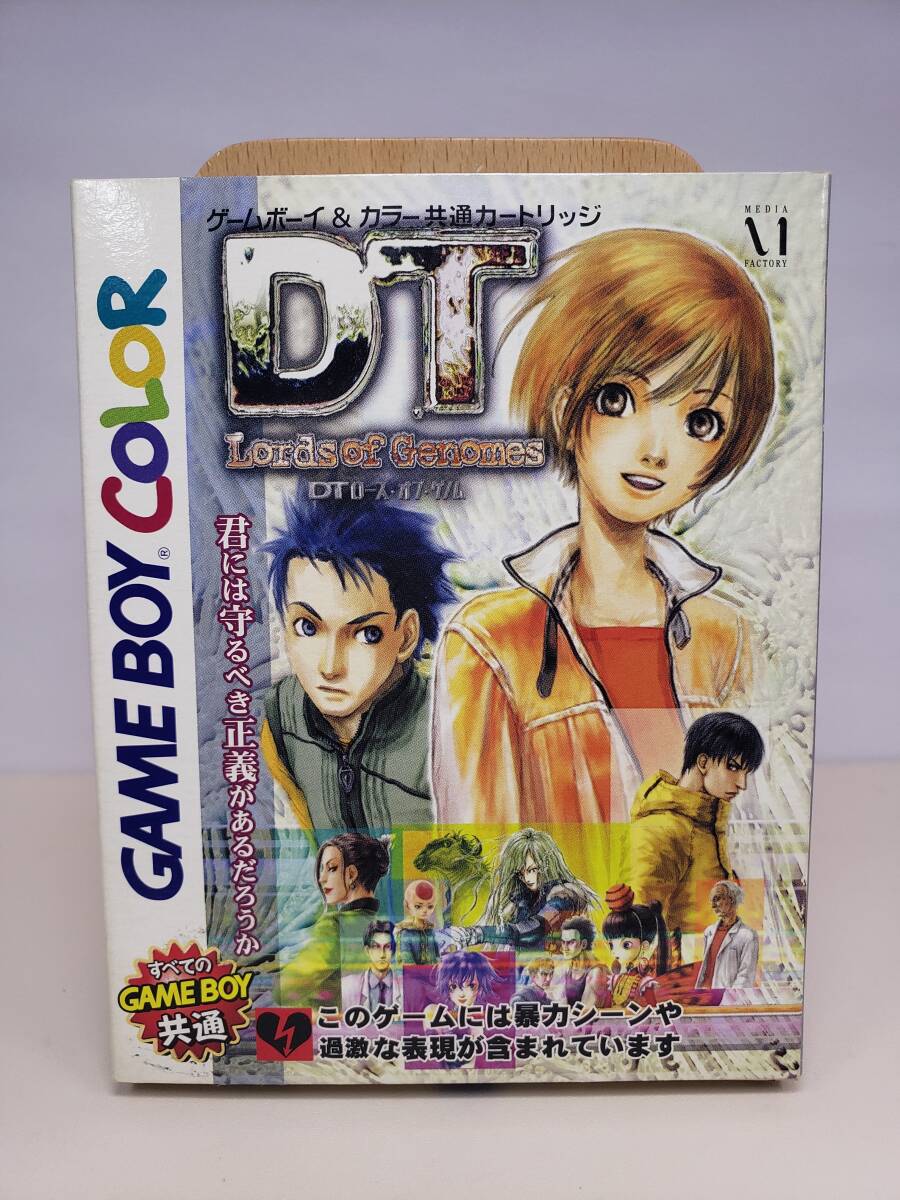 ゲームボーイ & カラー共通カートリッジ
MEDIA
FACTORY
DT
Lords of Genomes
DTローズ・オブ・ゲノム
君には守るべき正義があるだろうか
GAME BOY® COLOR
すべての
GAME BOY
共通
このゲームには暴力シーンや
過激な表現が含まれています